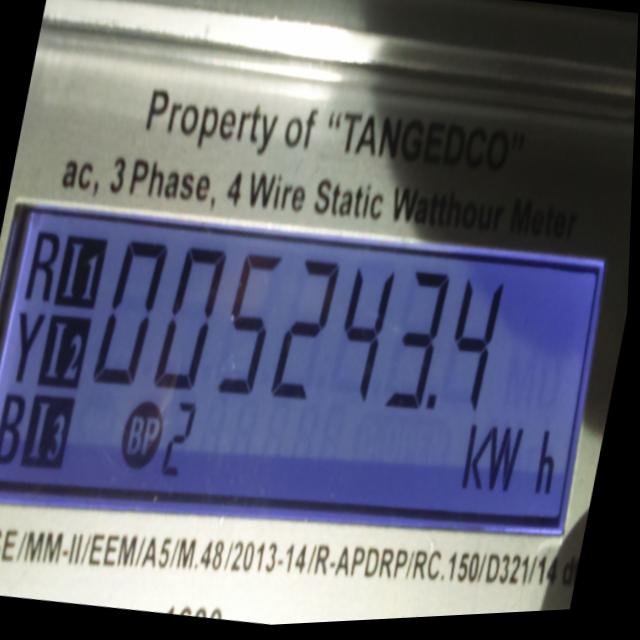 Property of "TANGEDCO"
ac, 3 Phase, 4 Wire Static Watthour Meter
R I1 005243.4
Y I2
B I3 BP 2 KW h
E/MM-II/EEM/A5/M.48/2013-14/R-APDRP/RC.150/D321/14